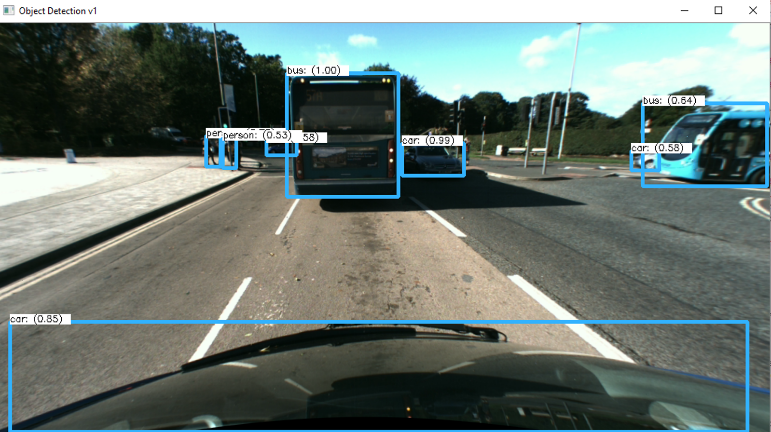 Object Detection v1
bus: (1.00)
bus: (0.64)
per
person: (0.53)
58)
car: (0.99)
car: (0.58)
car: (0.85)